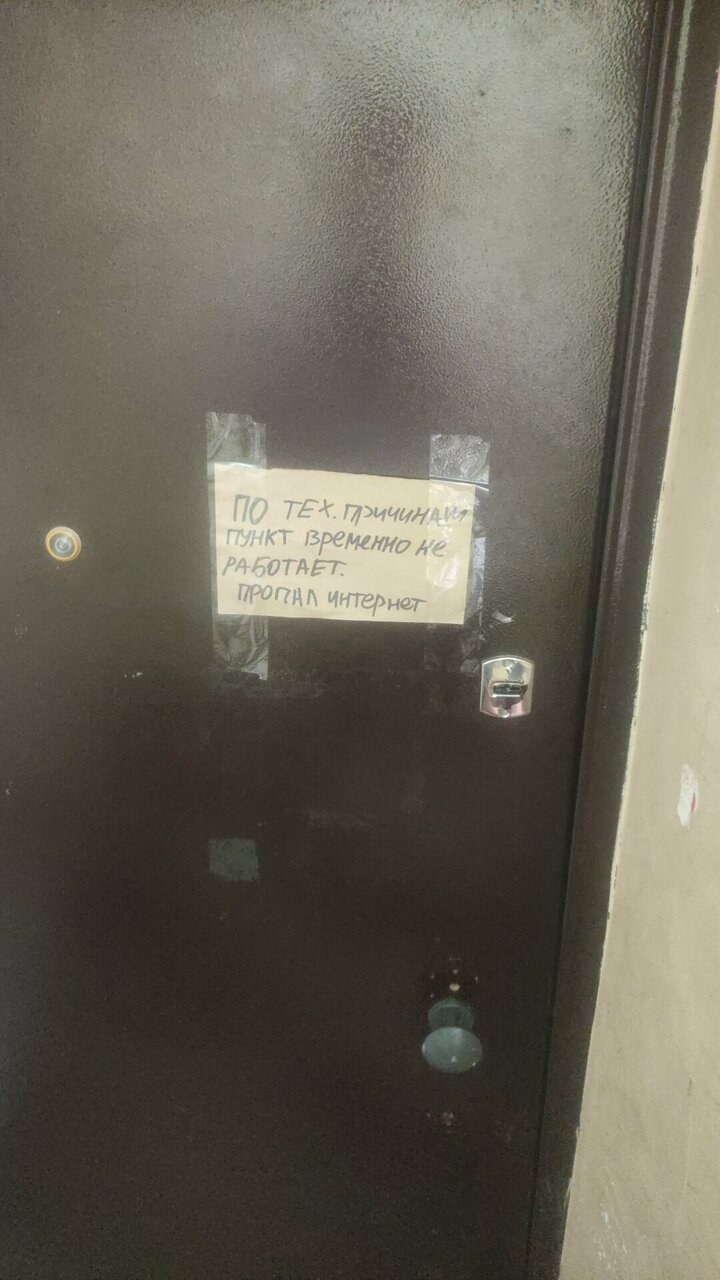 ПО ТЕХ. причинам
пункт временно не
РАБОТАЕТ.
ПРОПАЛ интернет